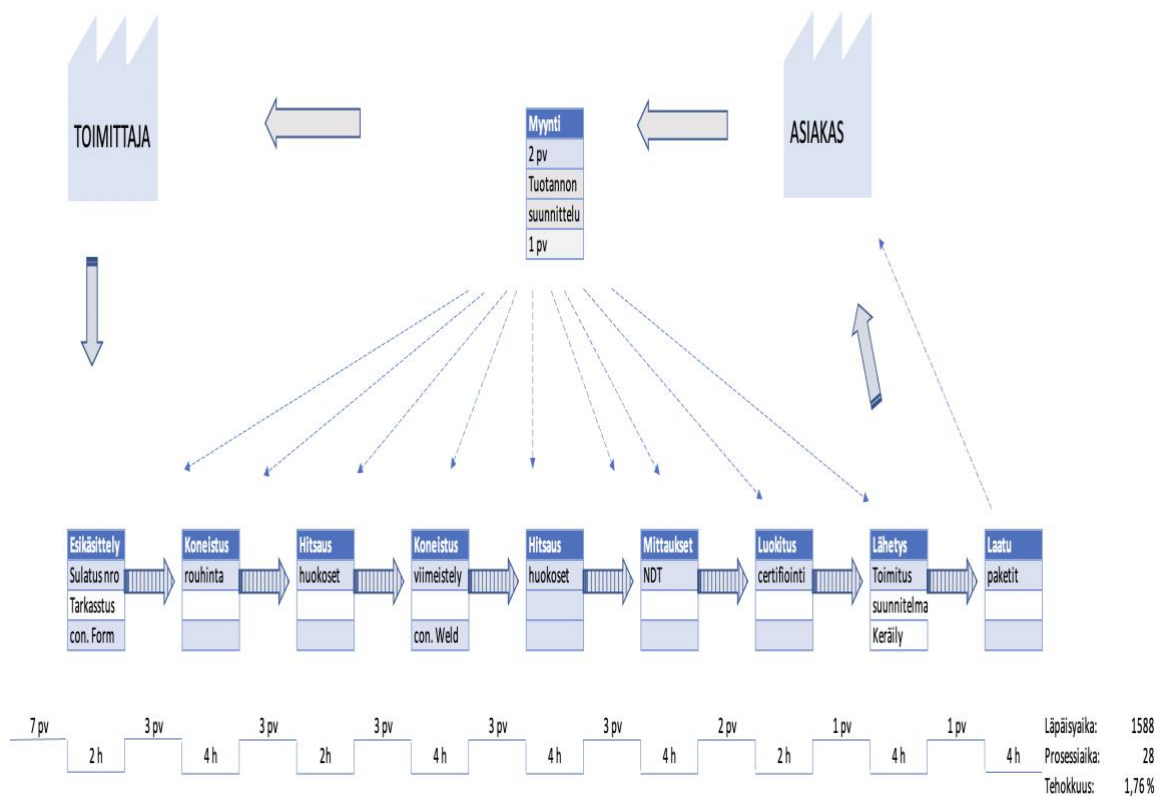 TOIMITTAJA
Myynti
2 pv
Tuotannon
suunnittelu
1 pv
ASIAKAS
Esikäsittely
Sulatus nro
Tarkasstus
con. Form
Koneistus
rouhinta
Hitsaus
huokoset
Koneistus
viimeistely
con. Weld
Hitsaus
huokoset
Mittaukset
NDT
Luokitus
certifiointi
Lähetys
Toimitus
suunnitelma
Keräily
Laatu
paketit
7 pv 3 pv 3 pv 3 pv 3 pv 3 pv 2 pv 1 pv 1 pv
2 h 4 h 2h 4 h 4 h 4 h 2 h 4 h 4 h
Läpäisyaika: 1588
Prosessiaika: 28
Tehokkuus: 1,76 %